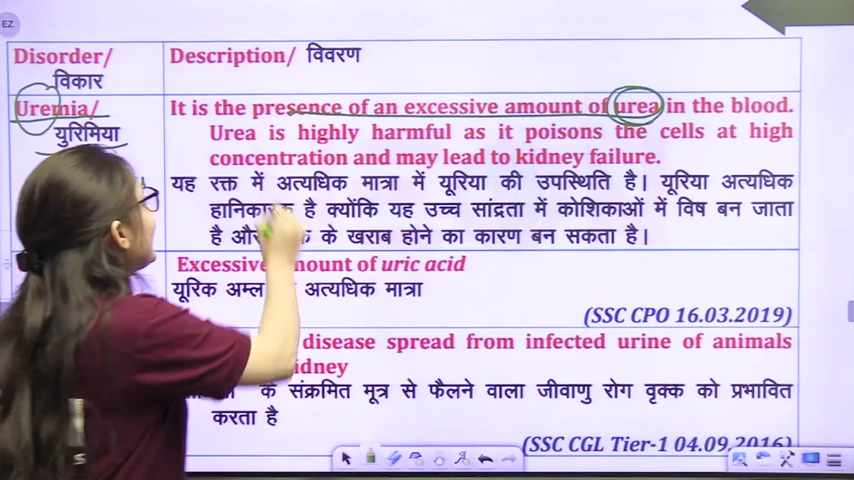 EZ
Disorder/
विकार
Description/ विवरण
Uremia/
युरिमिया
It is the presence of an excessive amount of urea in the blood.
Urea is highly harmful as it poisons the cells at high
concentration and may lead to kidney failure.
यह रक्त में अत्यधिक मात्रा में यूरिया की उपस्थिति है। यूरिया अत्यधिक
हानिकारक है क्योंकि यह उच्च सांद्रता में कोशिकाओं में विष बन जाता
है और के खराब होने का कारण बन सकता है।
Excessive amount of uric acid
यूरिक अम्ल अत्यधिक मात्रा
(SSC CPO 16.03.2019)
disease spread from infected urine of animals
kidney
के संक्रमित मूत्र से फैलने वाला जीवाणु रोग वृक्क को प्रभावित
करता है
(SSC CGL Tier-1 04.09.2016)